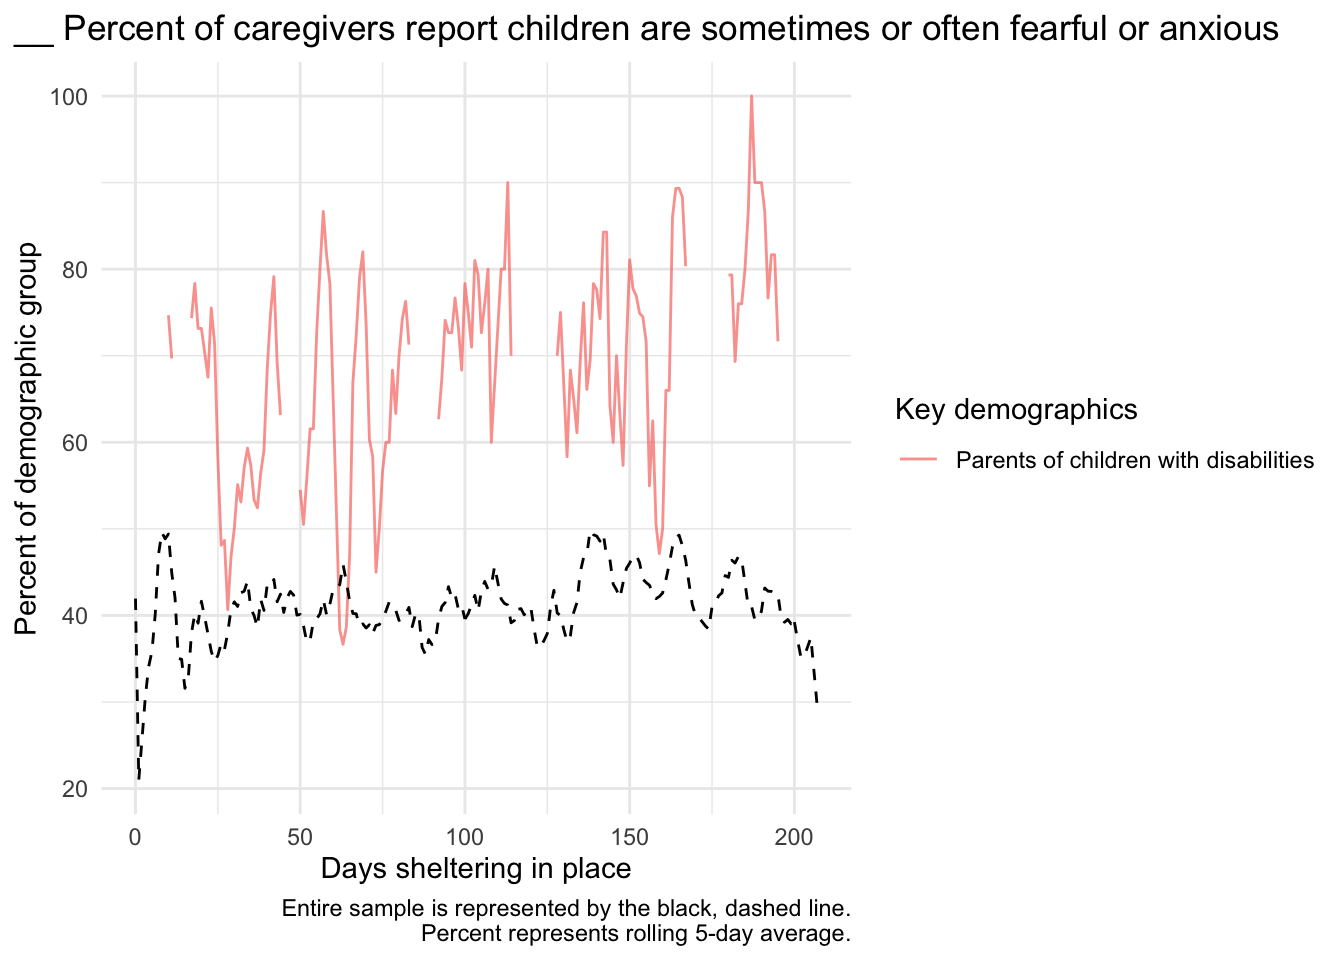 __ Percent of caregivers report children are sometimes or often fearful or anxious
100
80
60
40
20
Percent of demographic group
0 50 100 150 200
Days sheltering in place
Key demographics
Parents of children with disabilities
Entire sample is represented by the black, dashed line.
Percent represents rolling 5-day average.